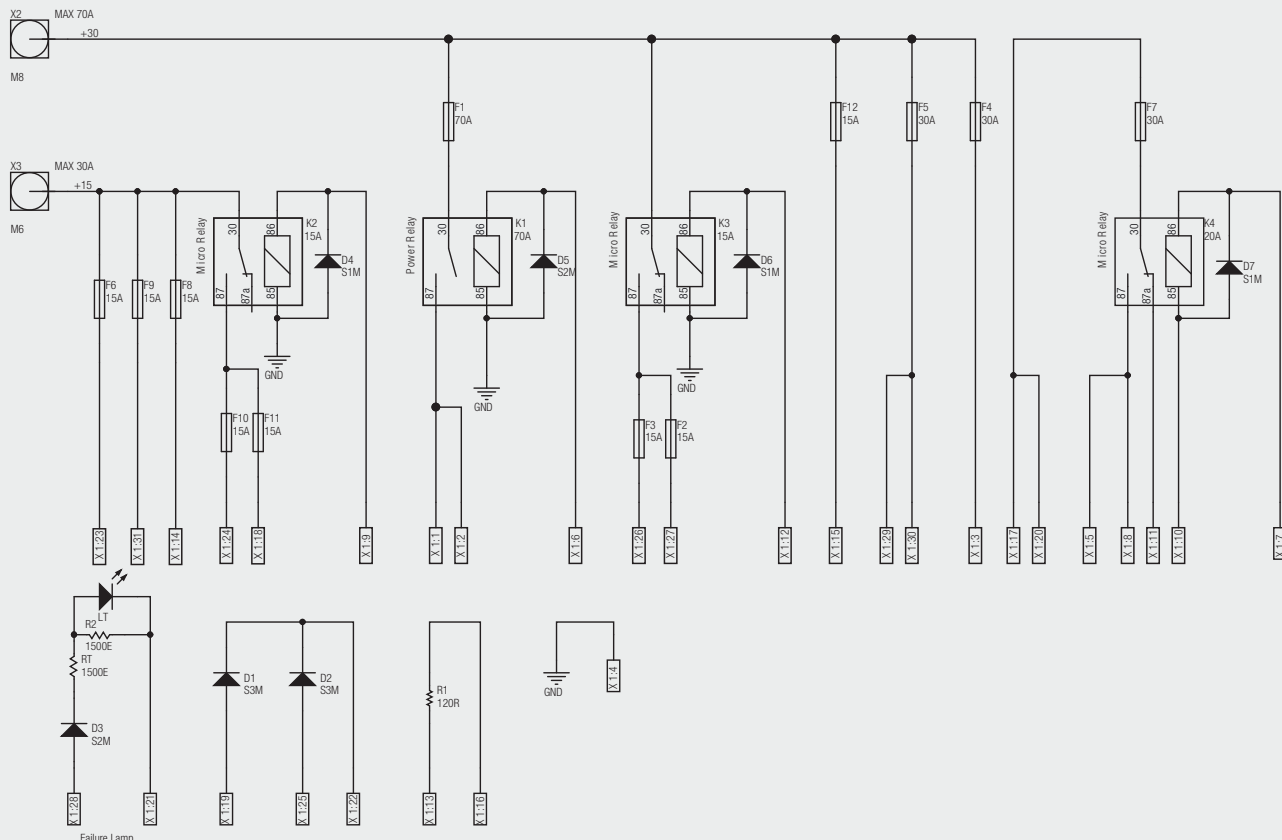 X2 MAX 70A
+30
M8
F1
70A
F12
15A
F5
30A
F4
30A
F7
30A
X3 MAX 30A
+15
M6
Micro Relay
30
86
K2
15A
87
87a
85
D4
S1M
Power Relay
30
86
K1
70A
87
85
D5
S2M
Micro Relay
30
86
K3
15A
87
87a
85
D6
S1M
Micro Relay
30
86
K4
20A
87
87a
85
D7
S1M
F6
15A
F9
15A
F8
15A
GND
GND
GND
F10
15A
F11
15A
F3
15A
F2
15A
X1:23
X1:31
X1:14
X1:24
X1:18
X1:9
X1:1
X1:2
X1:6
X1:26
X1:27
X1:12
X1:15
X1:29
X1:30
X1:3
X1:17
X1:20
X1:5
X1:8
X1:11
X1:10
X1:7
LT
R2
1500E
RT
1500E
D3
S2M
D1
S3M
D2
S3M
R1
120R
GND
X1:4
X1:28
X1:21
X1:19
X1:25
X1:22
X1:13
X1:16
Failure Lamp